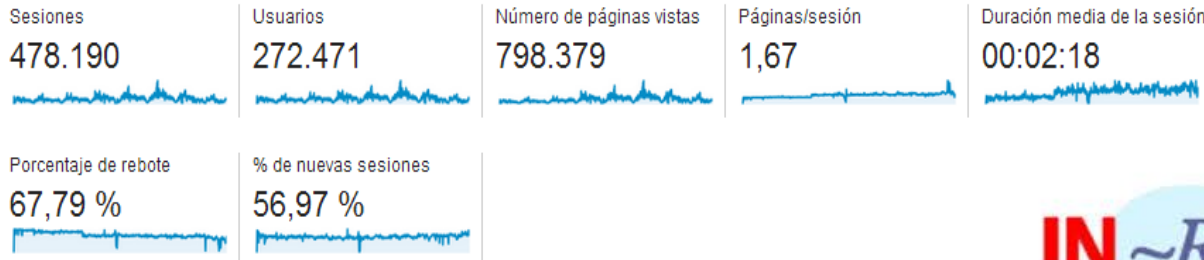 Sesiones
478.190
Usuarios
272.471
Número de páginas vistas
798.379
Páginas/sesión
1,67
Duración media de la sesión
00:02:18
Porcentaje de rebote
67,79 %
% de nuevas sesiones
56,97 %
IN ~R